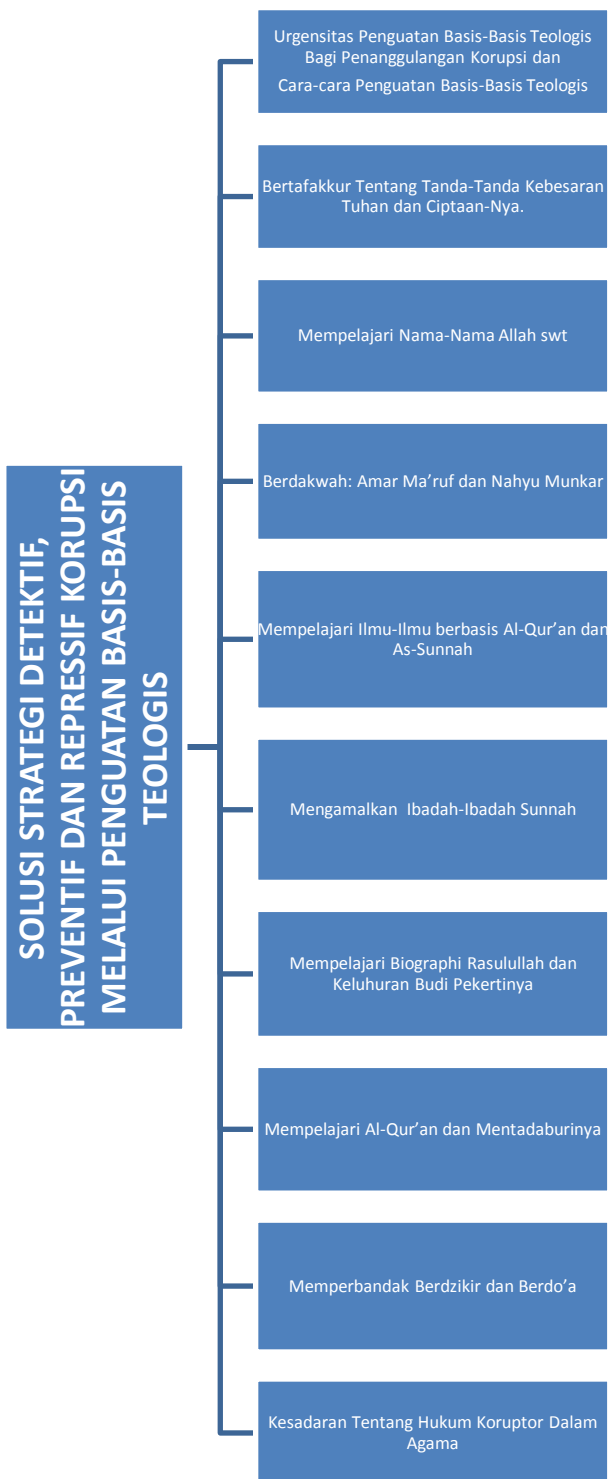 SOLUSI STRATEGI DETEKTIF,
PREVENTIF DAN REPRESSIF KORUPSI
MELALUI PENGUATAN BASIS-BASIS
TEOLOGIS
Urgensitas Penguatan Basis-Basis Teologis
Bagi Penanggulangan Korupsi dan
Cara-cara Penguatan Basis-Basis Teologis
Bertafakkur Tentang Tanda-Tanda Kebesaran
Tuhan dan Ciptaan-Nya.
Mempelajari Nama-Nama Allah swt
Berdakwah: Amar Ma’ruf dan Nahyu Munkar
Mempelajari Ilmu-Ilmu berbasis Al-Qur’an dan
As-Sunnah
Mengamalkan Ibadah-Ibadah Sunnah
Mempelajari Biographi Rasulullah dan
Keluhuran Budi Pekertinya
Mempelajari Al-Qur’an dan Mentadaburinya
Memperbandak Berdzikir dan Berdo’a
Kesadaran Tentang Hukum Koruptor Dalam
Agama